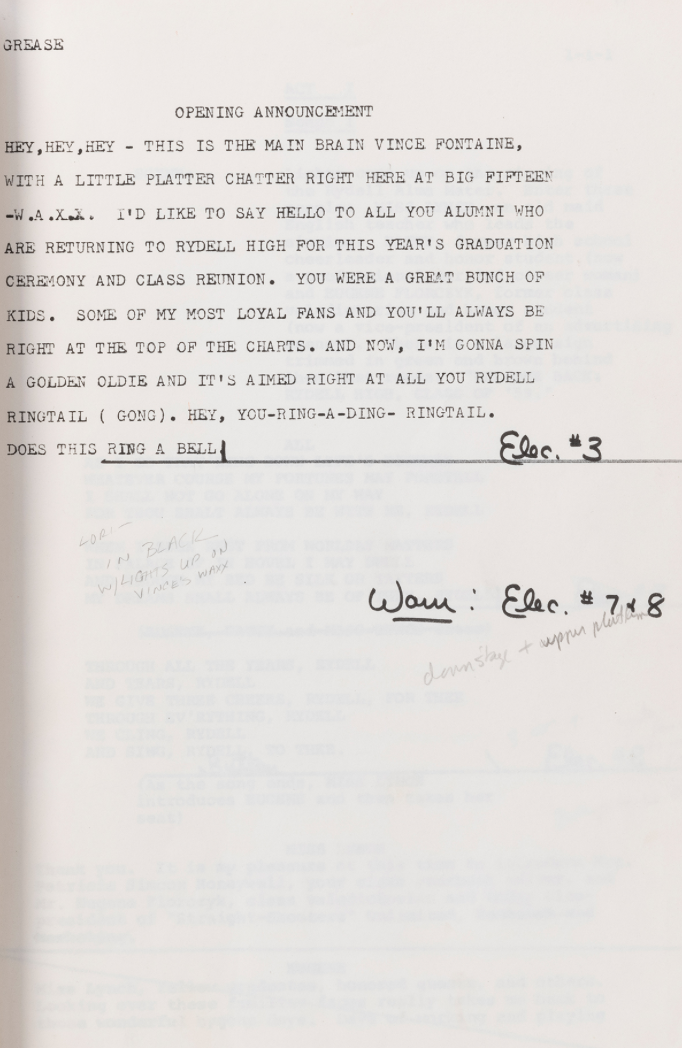 GREASE
OPENING ANNOUNCEMENT
HEY,HEY,HEY - THIS IS THE MAIN BRAIN VINCE FONTAINE,
WITH A LITTLE PLATTER CHATTER RIGHT HERE AT BIG FIFTEEN
-W.A.X.X. I'D LIKE TO SAY HELLO TO ALL YOU ALUMNI WHO
ARE RETURNING TO RYDELL HIGH FOR THIS YEAR'S GRADUATION
CEREMONY AND CLASS REUNION. YOU WERE A GREAT BUNCH OF
KIDS. SOME OF MY MOST LOYAL FANS AND YOU'LL ALWAYS BE
RIGHT AT THE TOP OF THE CHARTS. AND NOW, I'M GONNA SPIN
A GOLDEN OLDIE AND IT'S AIMED RIGHT AT ALL YOU RYDELL
RINGTAIL ( GONG). HEY, YOU-RING-A-DING- RINGTAIL.
DOES THIS RING A BELL Elec. #3
LORI-
IN BLACK
W/LIGHTS UP ON
VINCES WAXX
Warn: Elec. # 7 & 8
downstage + upper platform